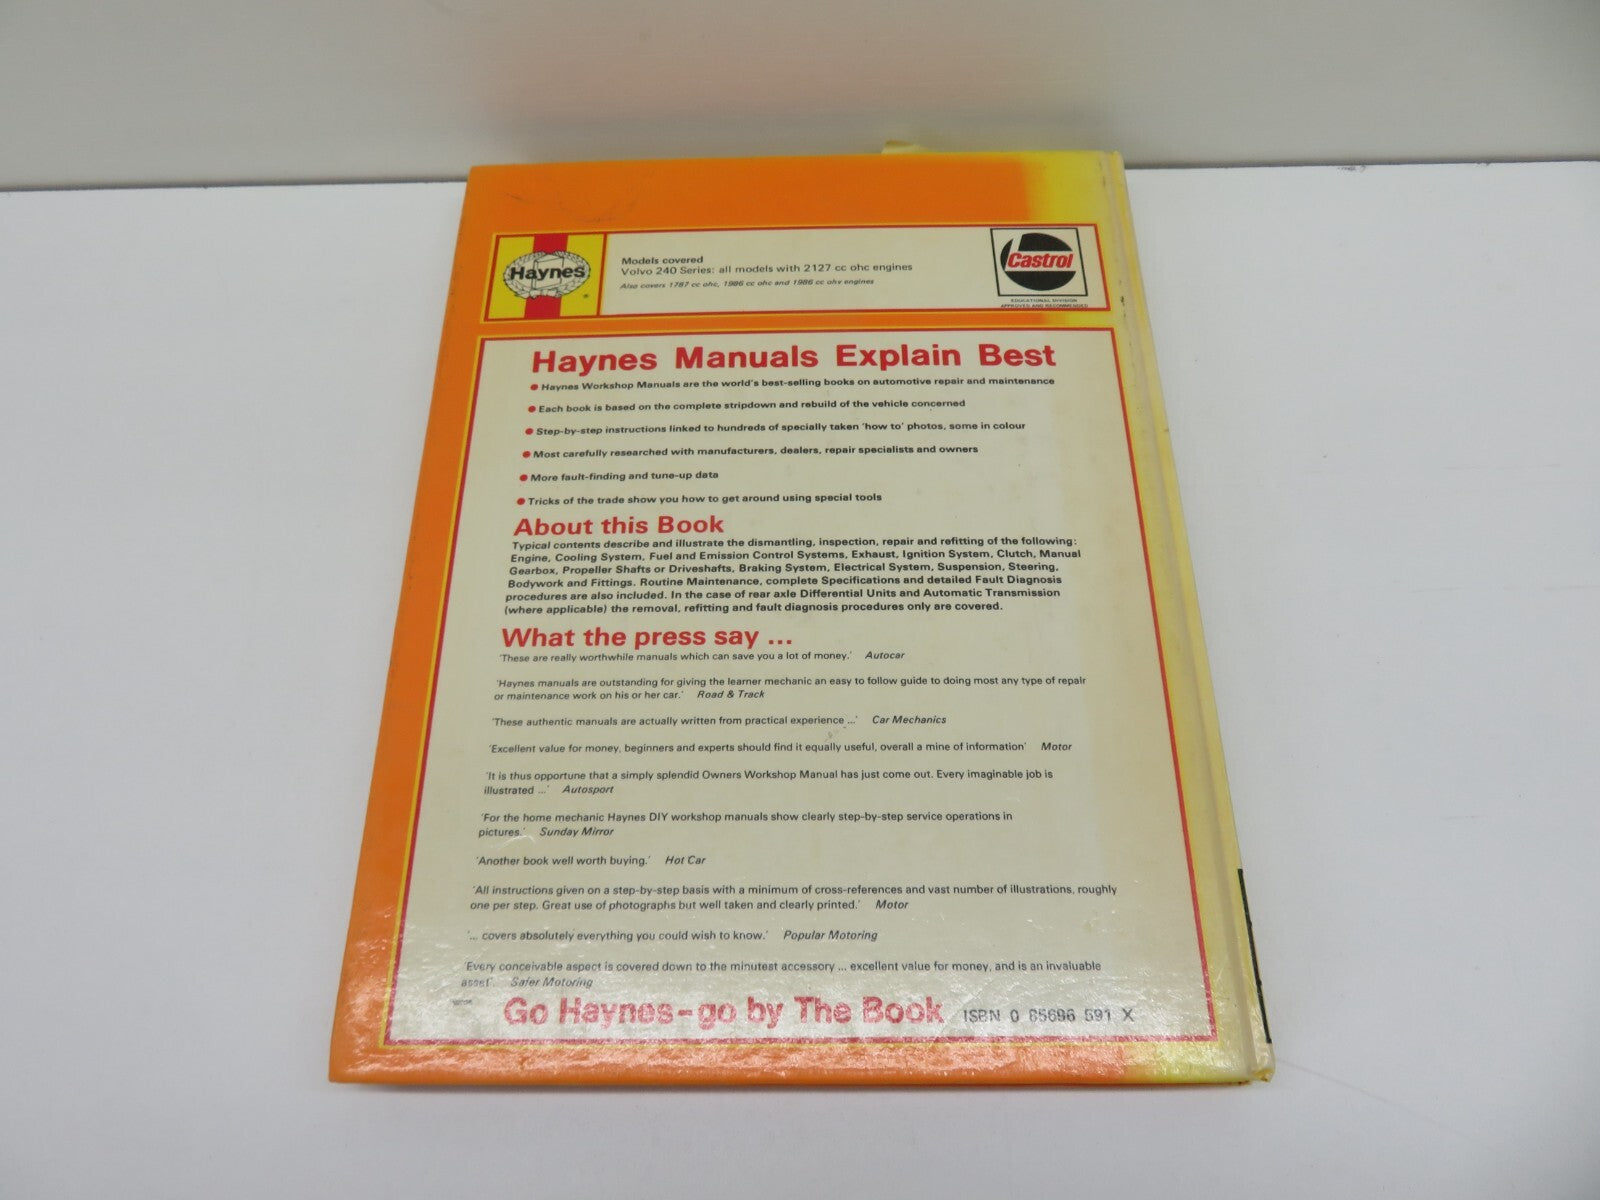 Haynes
Models covered
Volvo 240 Series: all models with 2127 cc ohc engines
Also covers 1787 cc ohc, 1986 cc ohc and 1986 cc ohv engines
Castrol
EDUCATIONAL DIVISION
APPROVED AND RECOMMENDED
Haynes Manuals Explain Best
● Haynes Workshop Manuals are the world's best-selling books on automotive repair and maintenance
● Each book is based on the complete stripdown and rebuild of the vehicle concerned
● Step-by-step instructions linked to hundreds of specially taken 'how to' photos, some in colour
● Most carefully researched with manufacturers, dealers, repair specialists and owners
● More fault-finding and tune-up data
● Tricks of the trade show you how to get around using special tools
About this Book
Typical contents describe and illustrate the dismantling, inspection, repair and refitting of the following:
Engine, Cooling System, Fuel and Emission Control Systems, Exhaust, Ignition System, Clutch, Manual
Gearbox, Propeller Shafts or Driveshafts, Braking System, Electrical System, Suspension, Steering,
Bodywork and Fittings. Routine Maintenance, complete Specifications and detailed Fault Diagnosis
procedures are also included. In the case of rear axle Differential Units and Automatic Transmission
(where applicable) the removal, refitting and fault diagnosis procedures only are covered.
What the press say ...
'These are really worthwhile manuals which can save you a lot of money.' Autocar
'Haynes manuals are outstanding for giving the learner mechanic an easy to follow guide to doing most any type of repair
or maintenance work on his or her car.' Road & Track
'These authentic manuals are actually written from practical experience ...' Car Mechanics
'Excellent value for money, beginners and experts should find it equally useful, overall a mine of information' Motor
'It is thus opportune that a simply splendid Owners Workshop Manual has just come out. Every imaginable job is
illustrated ...' Autosport
'For the home mechanic Haynes DIY workshop manuals show clearly step-by-step service operations in
pictures.' Sunday Mirror
'Another book well worth buying.' Hot Car
'All instructions given on a step-by-step basis with a minimum of cross-references and vast number of illustrations, roughly
one per step. Great use of photographs but well taken and clearly printed.' Motor
'... covers absolutely everything you could wish to know.' Popular Motoring
'Every conceivable aspect is covered down to the minutest accessory ... excellent value for money, and is an invaluable
asset'. Safer Motoring
Go Haynes-go by The Book
ISBN 0 85696 591 X